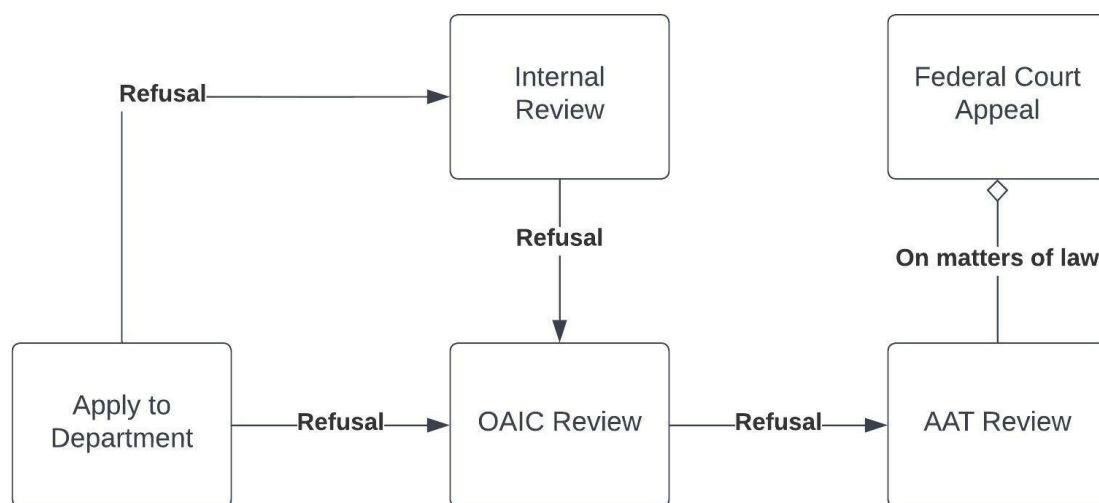 Refusal
Internal
Review
Federal Court
Appeal
Refusal
On matters of law
Apply to
Department
Refusal
OAIC Review
Refusal
AAT Review